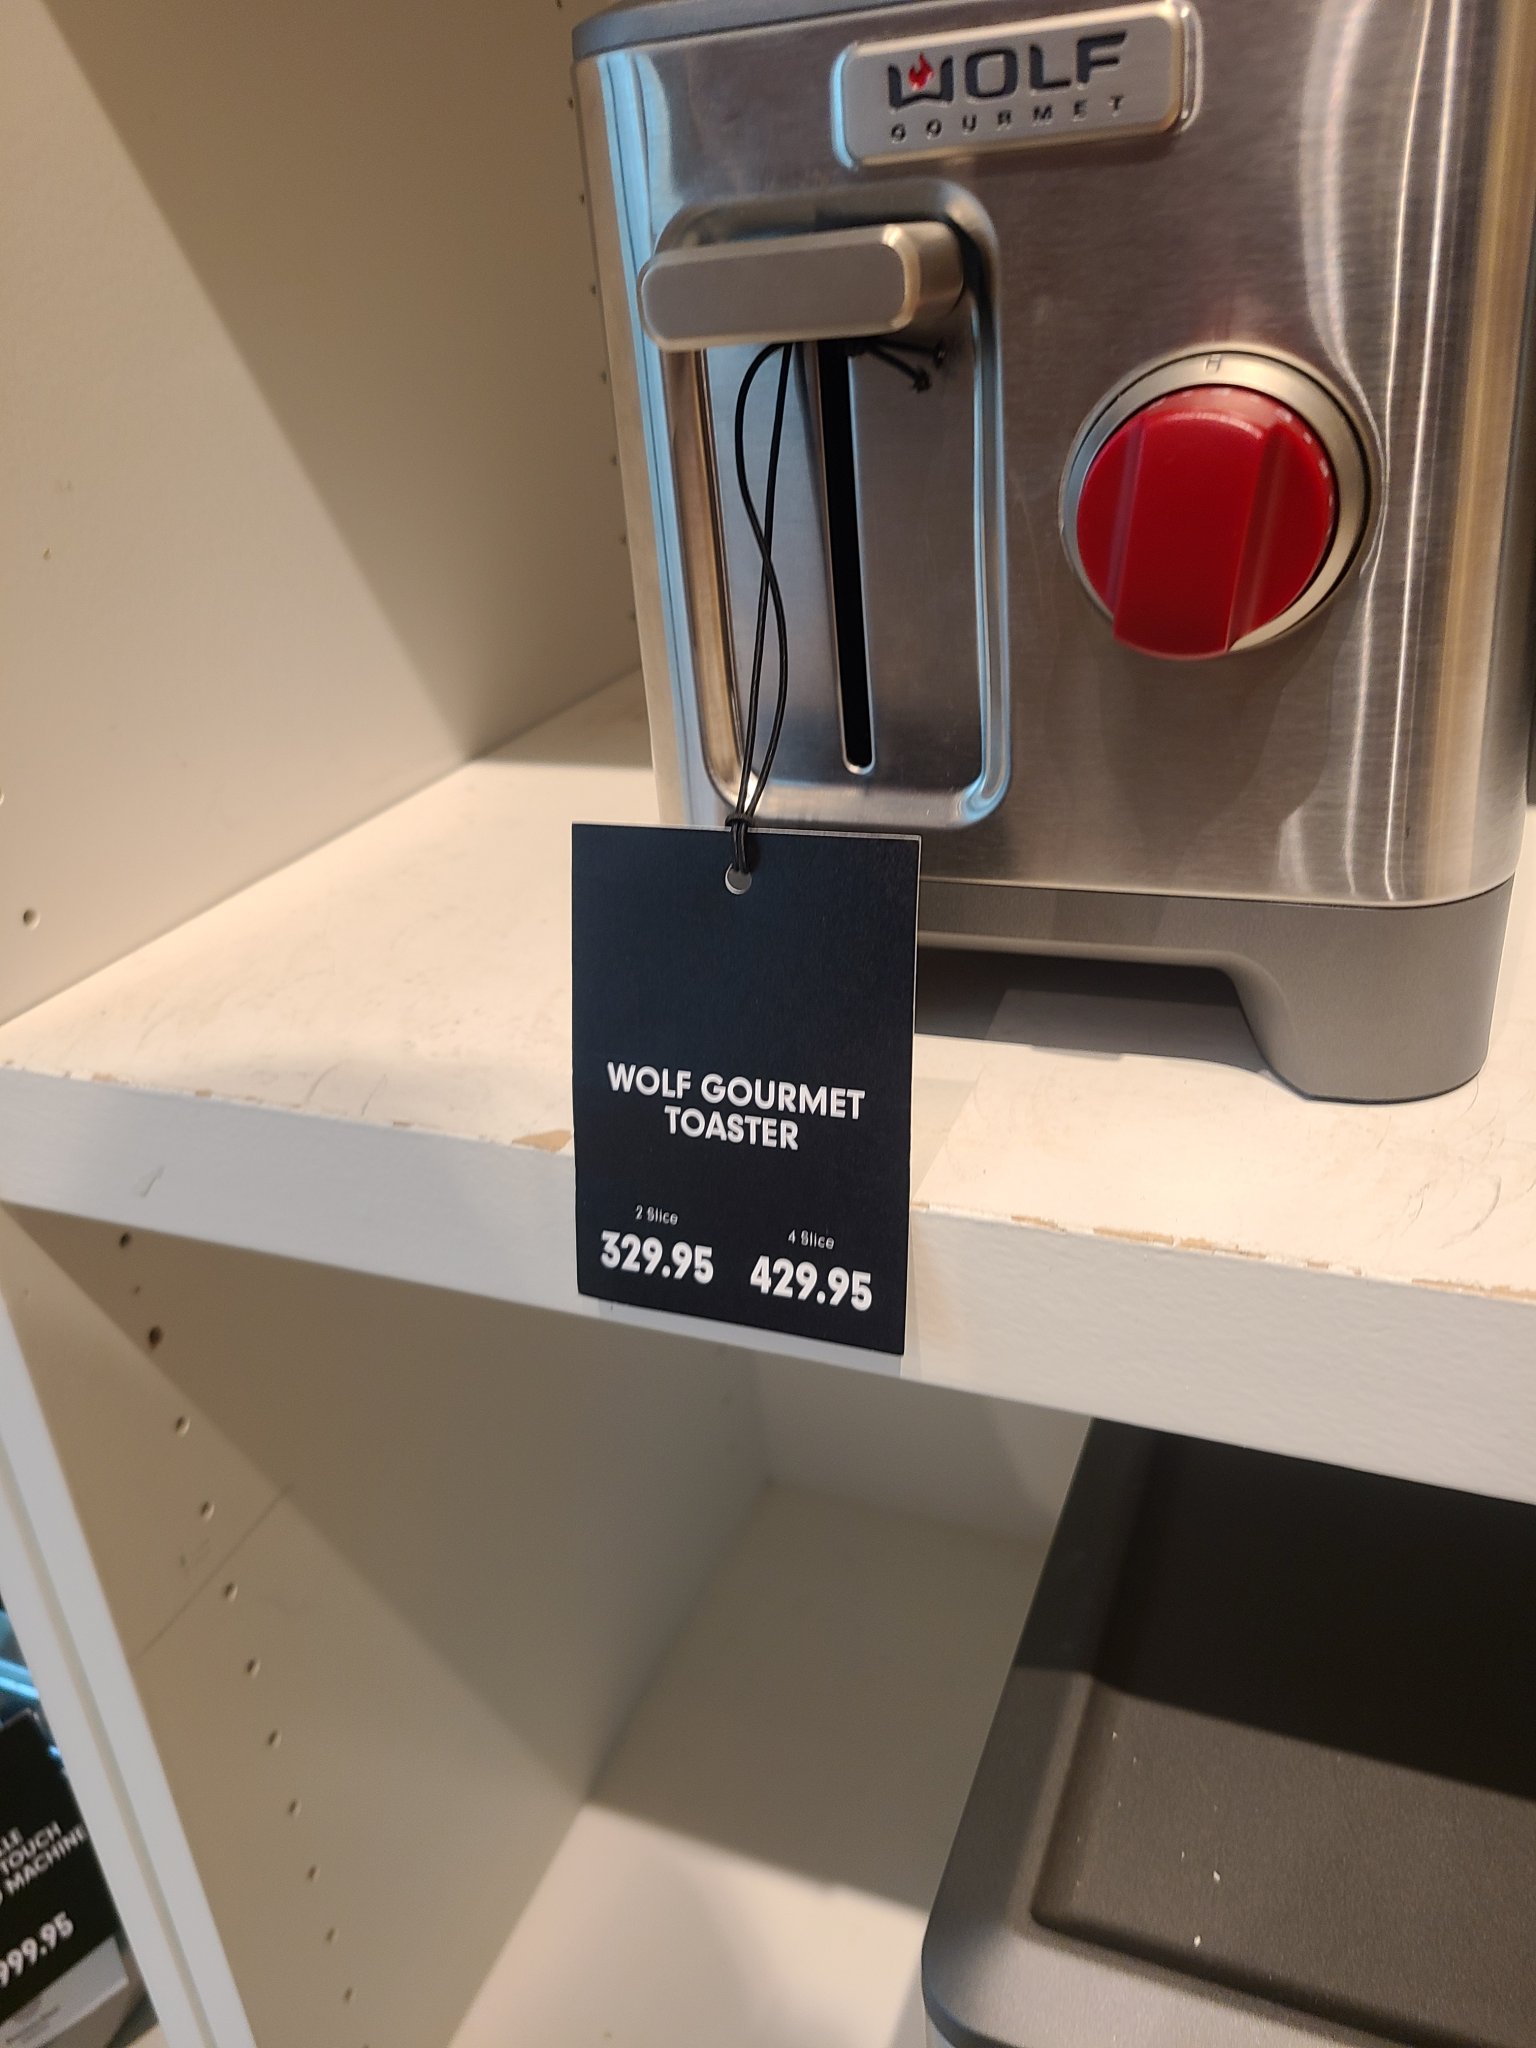 WOLF
GOURMET
H
WOLF GOURMET
TOASTER
2 Slice
4 Slice
329.95
429.95
TOUCH
MACHINE
999.95